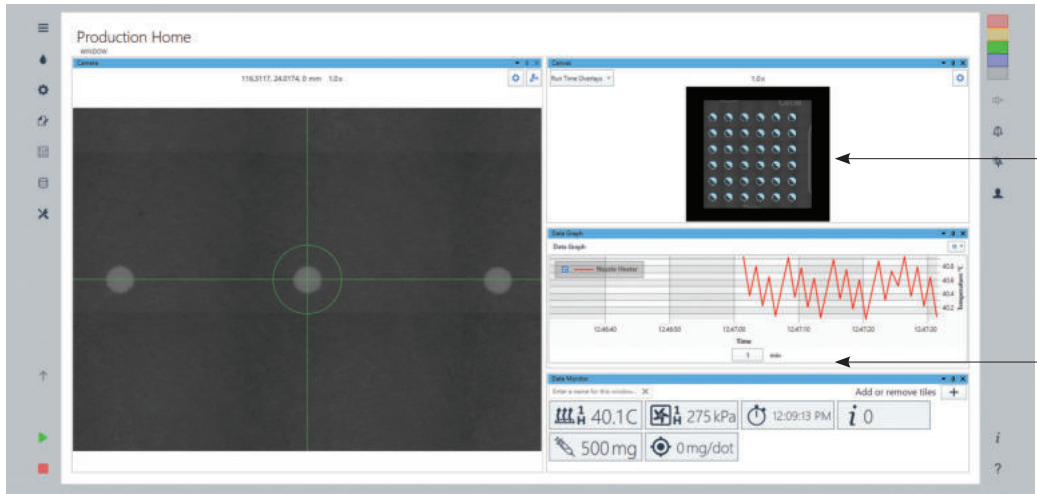 Production Home
WINDOW
Camera
116.5117, 24.0174, 0 mm 1.0x
Canvas
Run Time Overlays
1.0x
Data Graph
Data Graph
Nozzle Heater
40.8
40.6
40.4
40.2
Temperature °C
12:46:40 12:46:50 12:47:00 12:47:10 12:47:20 12:47:30
Time
1 min
Data Monitor
Enter a name for this window...
Add or remove tiles
1 H 40.1C
1 H 275 kPa
12:09:13 PM
i 0
500 mg
0 mg/dot
i
?